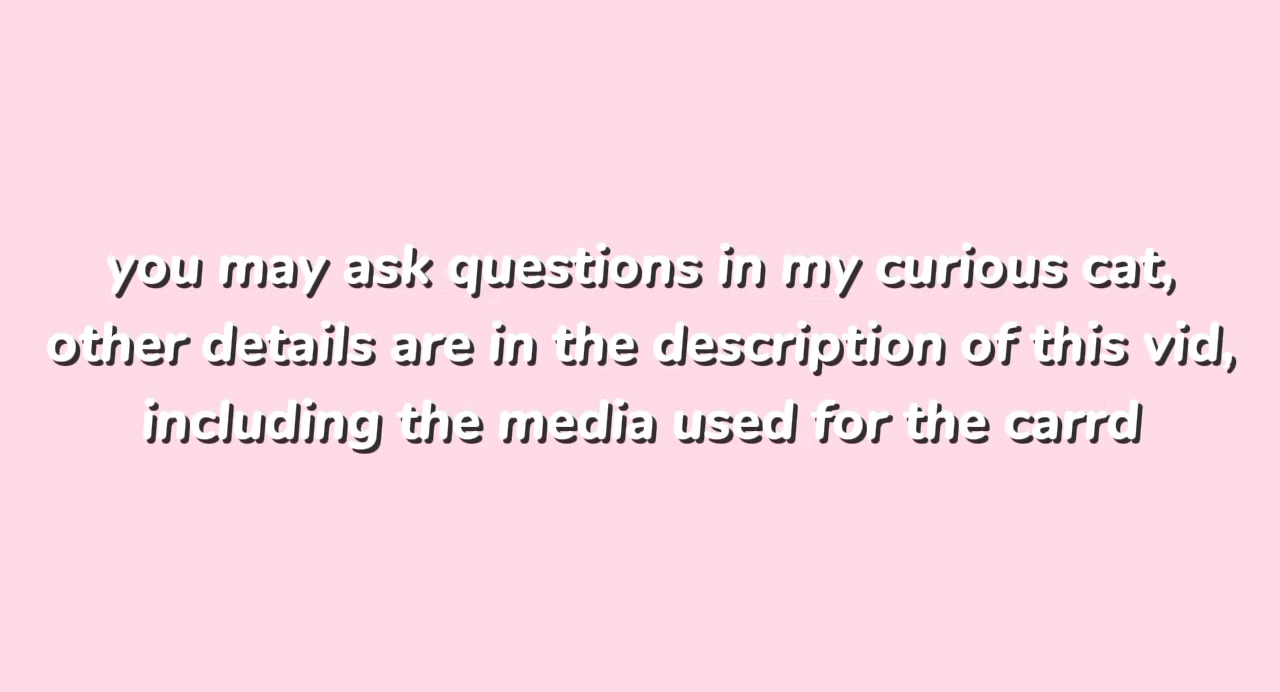 you may ask questions in my curious cat,
other details are in the description of this vid,
including the media used for the carrd